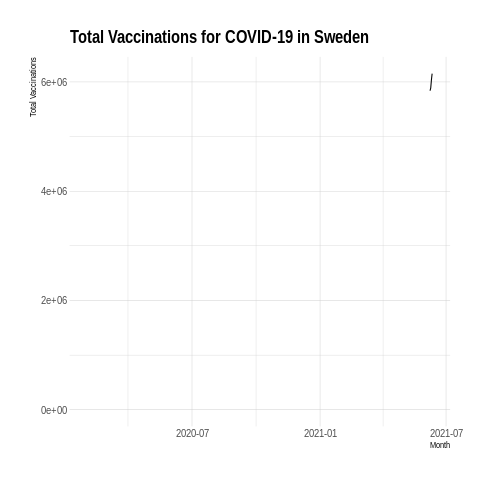 Total Vaccinations for COVID-19 in Sweden
Total Vaccinations
6e+06
4e+06
2e+06
0e+00
2020-07
2021-01
2021-07
Month